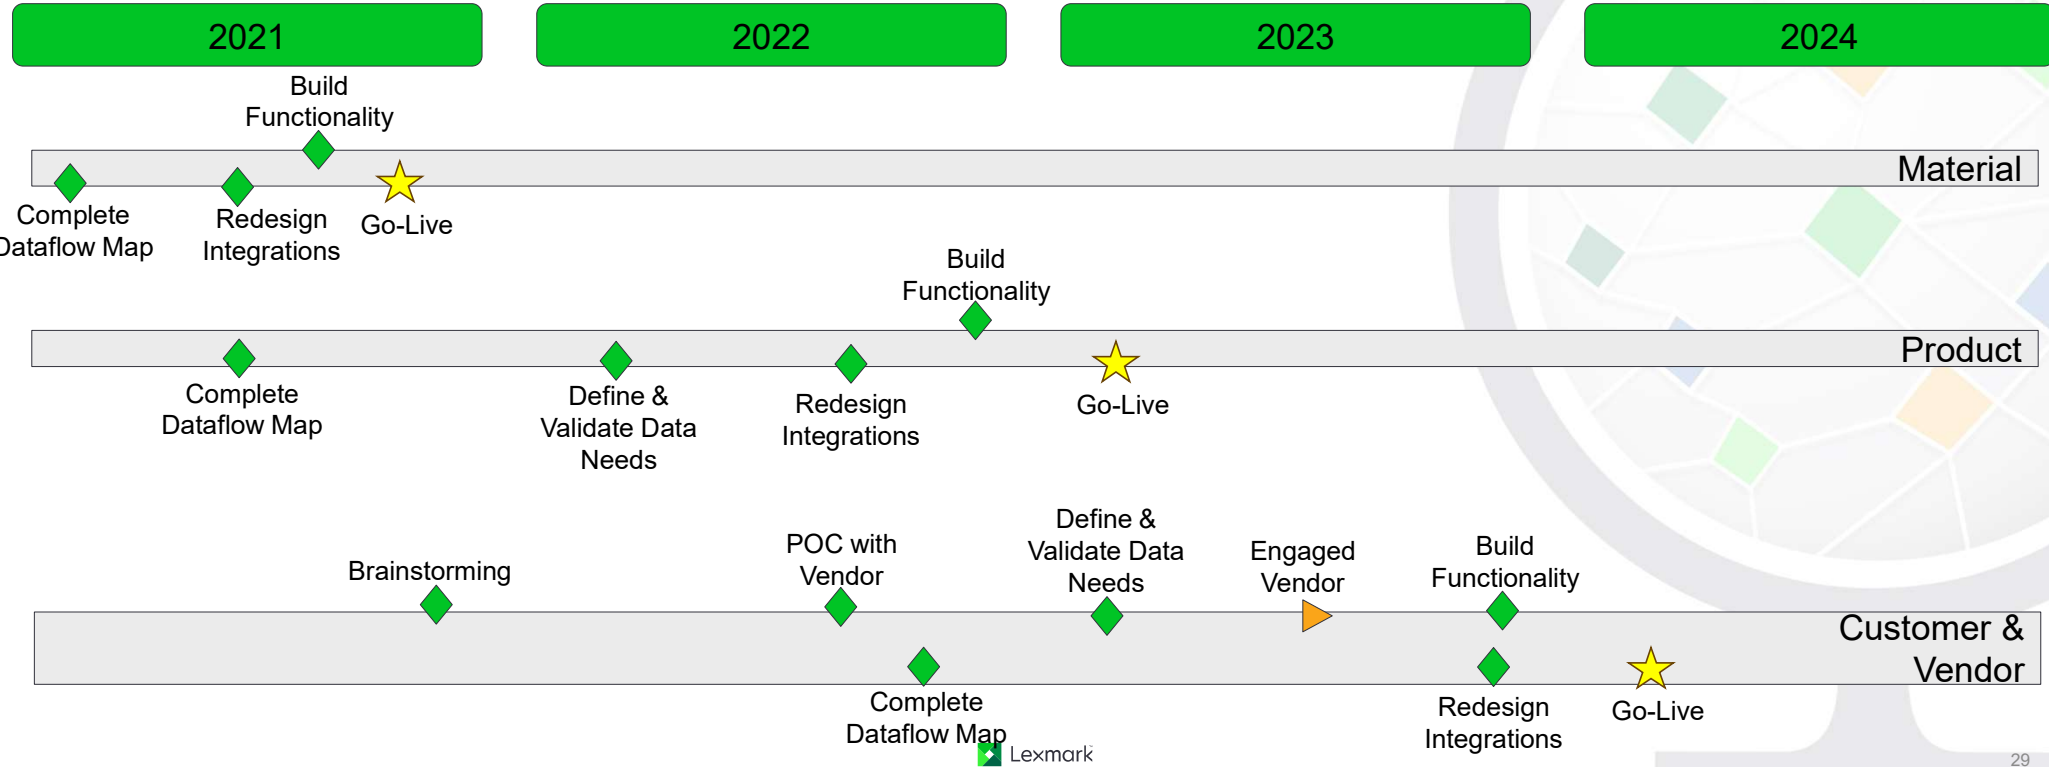 2021
2022
2023
2024
Build
Functionality
Material
Complete
Dataflow Map
Redesign
Integrations
Go-Live
Build
Functionality
Product
Complete
Dataflow Map
Define &
Validate Data
Needs
Redesign
Integrations
Go-Live
Brainstorming
POC with
Vendor
Define &
Validate Data
Needs
Engaged
Vendor
Build
Functionality
Customer &
Vendor
Complete
Dataflow Map
Redesign
Integrations
Go-Live
Lexmark
29